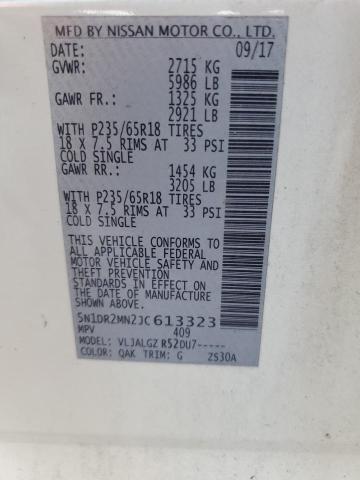 MFD BY NISSAN MOTOR CO., LTD.
DATE: 09/17
GVWR: 2715 KG
5986 LB
GAWR FR.: 1325 KG
2921 LB
WITH P235/65R18 TIRES
18 X 7.5 RIMS AT 33 PSI
COLD SINGLE
GAWR RR.: 1454 KG
3205 LB
WITH P235/65R18 TIRES
18 X 7.5 RIMS AT 33 PSI
COLD SINGLE
THIS VEHICLE CONFORMS TO
ALL APPLICABLE FEDERAL
MOTOR VEHICLE SAFETY AND
THEFT PREVENTION
STANDARDS IN EFFECT ON
THE DATE OF MANUFACTURE
SHOWN ABOVE.
5N1DR2MN2JC613323
MPV 409
MODEL: VLJALGZ R52DU7-----
COLOR: QAK TRIM: G ZS30A